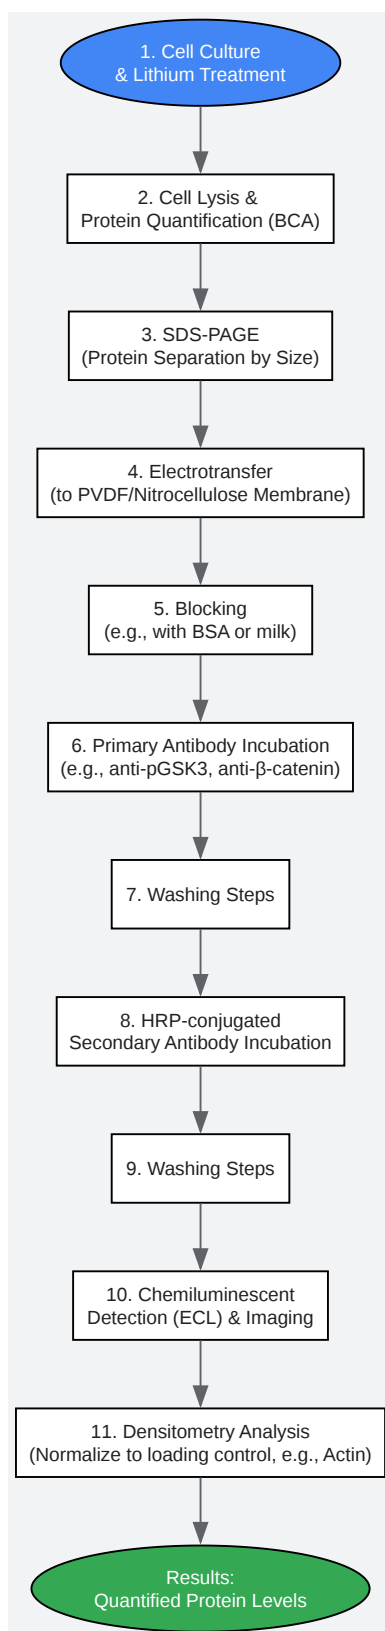 1. Cell Culture
& Lithium Treatment
2. Cell Lysis &
Protein Quantification (BCA)
3. SDS-PAGE
(Protein Separation by Size)
4. Electrotransfer
(to PVDF/Nitrocellulose Membrane)
5. Blocking
(e.g., with BSA or milk)
6. Primary Antibody Incubation
(e.g., anti-pGSK3, anti-β-catenin)
7. Washing Steps
8. HRP-conjugated
Secondary Antibody Incubation
9. Washing Steps
10. Chemiluminescent
Detection (ECL) & Imaging
11. Densitometry Analysis
(Normalize to loading control, e.g., Actin)
Results:
Quantified Protein Levels